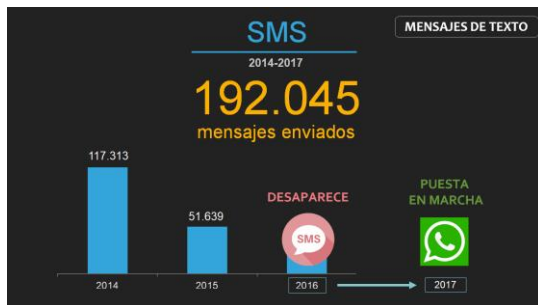 SMS
MENSAJES DE TEXTO
2014-2017
192.045
mensajes enviados
117.313
51.639
DESAPARECE
SMS
PUESTA
EN MARCHA
2014
2015
2016
2017